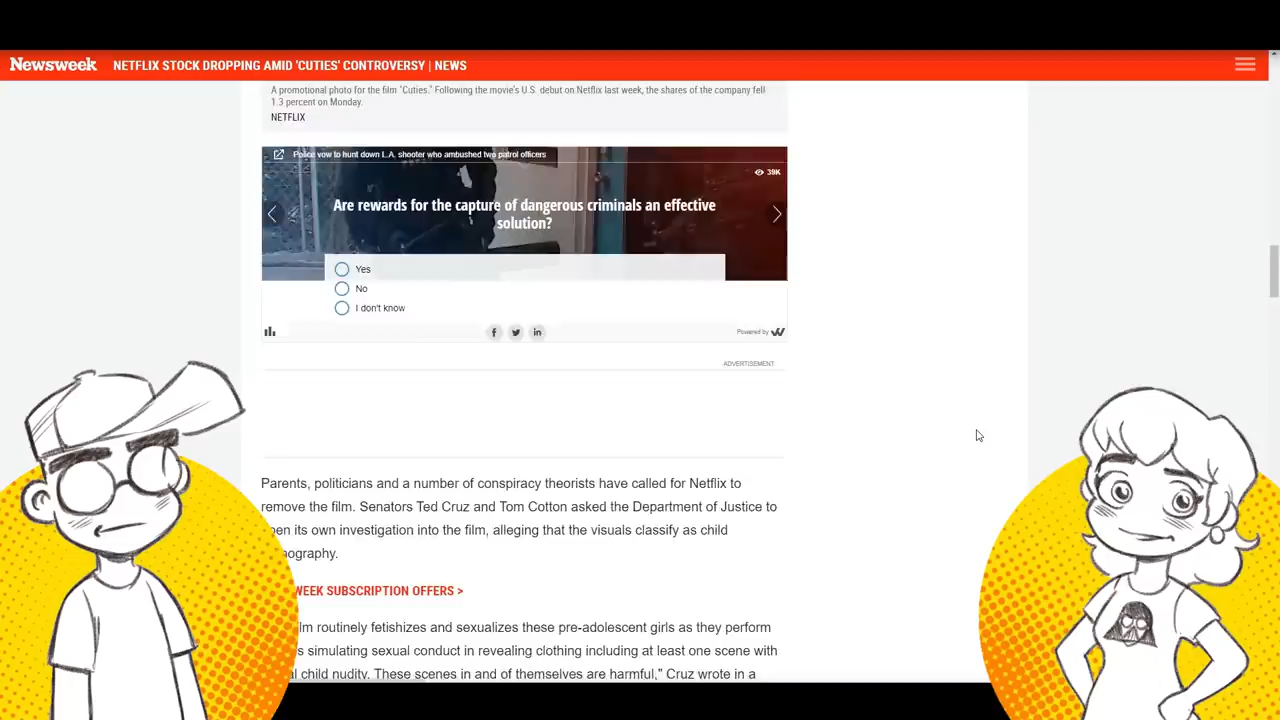 Newsweek NETFLIX STOCK DROPPING AMID 'CUTIES' CONTROVERSY | NEWS
A promotional photo for the film "Cuties." Following the movie's U.S. debut on Netflix last week, the shares of the company fell
1.3 percent on Monday.
NETFLIX
Police vow to hunt down L.A. shooter who ambushed two patrol officers
39K
Are rewards for the capture of dangerous criminals an effective
solution?
Yes
No
I don't know
Powered by
ADVERTISEMENT
Parents, politicians and a number of conspiracy theorists have called for Netflix to
remove the film. Senators Ted Cruz and Tom Cotton asked the Department of Justice to
its own investigation into the film, alleging that the visuals classify as child
WEEK SUBSCRIPTION OFFERS >
routinely fetishizes and sexualizes these pre-adolescent girls as they perform
simulating sexual conduct in revealing clothing including at least one scene with
child nudity. These scenes in and of themselves are harmful," Cruz wrote in a